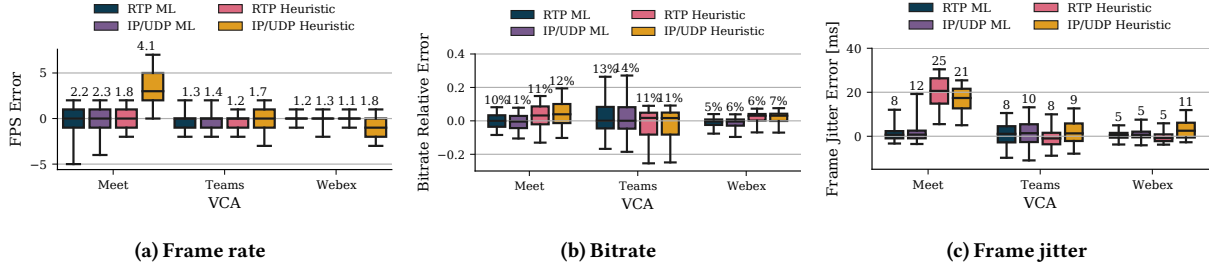 RTP ML RTP Heuristic
IP/UDP ML IP/UDP Heuristic
FPS Error
5
0
−5
2.2 2.3 1.8 4.1
1.3 1.4 1.2 1.7
1.2 1.3 1.1 1.8
Meet Teams Webex
VCA
(a) Frame rate
RTP ML RTP Heuristic
IP/UDP ML IP/UDP Heuristic
Bitrate Relative Error
0.4
0.2
0.0
−0.2
10% 11% 11% 12%
13% 14% 11% 11%
5% 6% 6% 7%
Meet Teams Webex
VCA
(b) Bitrate
RTP ML RTP Heuristic
IP/UDP ML IP/UDP Heuristic
Frame Jitter Error [ms]
40
20
0
8 12 25 21
8 10 8 9
5 5 5 11
Meet Teams Webex
VCA
(c) Frame jitter